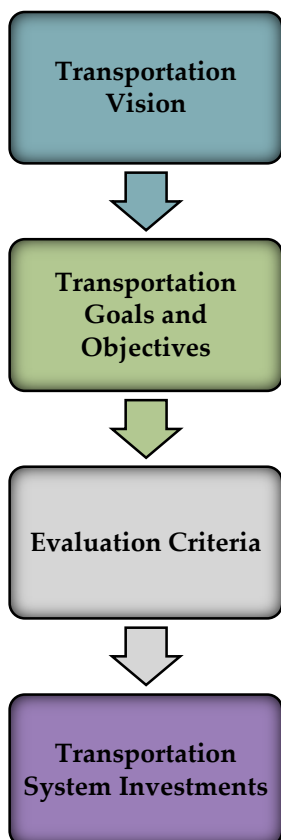 Transportation
Vision
Transportation
Goals and
Objectives
Evaluation Criteria
Transportation
System Investments